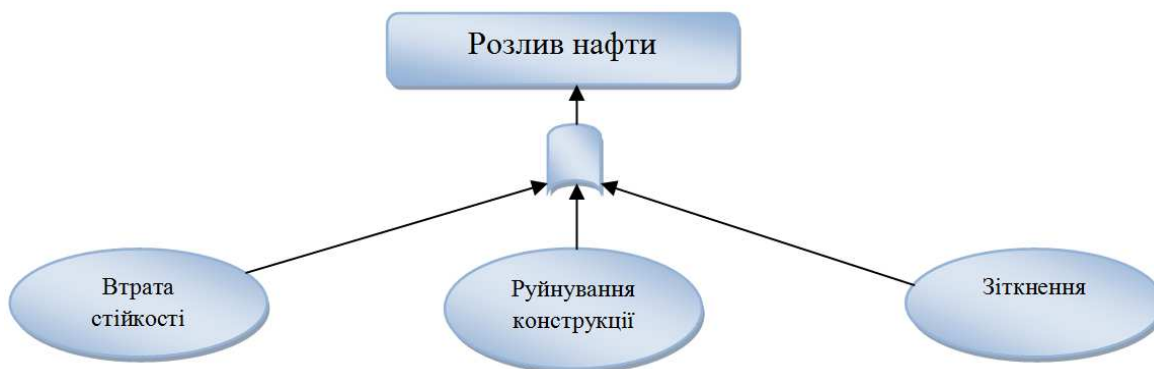 Розлив нафти
Втрата
стійкості
Руйнування
конструкції
Зіткнення